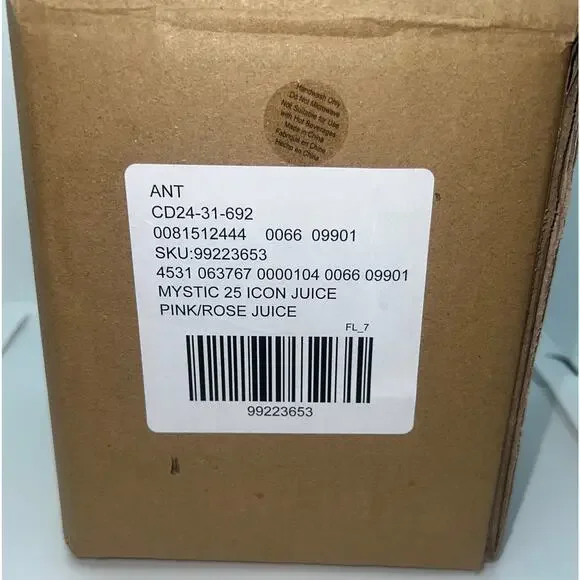 Handwash Only
Do Not Microwave
Not Suitable for Use
with Hot Beverages
Made in China
Fabriqué en Chine
Hecho en China
ANT
CD24-31-692
0081512444 0066 09901
SKU:99223653
4531 063767 0000104 0066 09901
MYSTIC 25 ICON JUICE
PINK/ROSE JUICE
FL_7
99223653